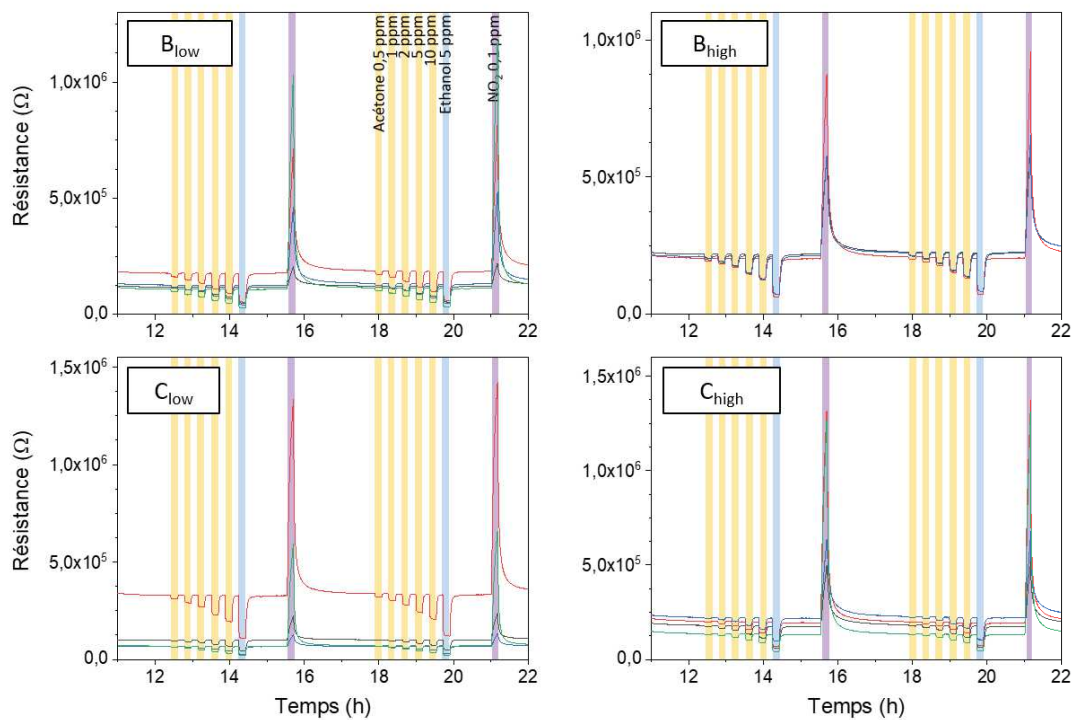 B_low
Résistance (Ω)
1,0x10^6
5,0x10^5
0,0
12 14 16 18 20 22
Acétone 0,5 ppm
1 ppm
2 ppm
5 ppm
10 ppm
Ethanol 5 ppm
NO_2 0,1 ppm
B_high
1,0x10^6
5,0x10^5
0,0
12 14 16 18 20 22
C_low
Résistance (Ω)
1,5x10^6
1,0x10^6
5,0x10^5
0,0
12 14 16 18 20 22
Temps (h)
C_high
1,5x10^6
1,0x10^6
5,0x10^5
0,0
12 14 16 18 20 22
Temps (h)